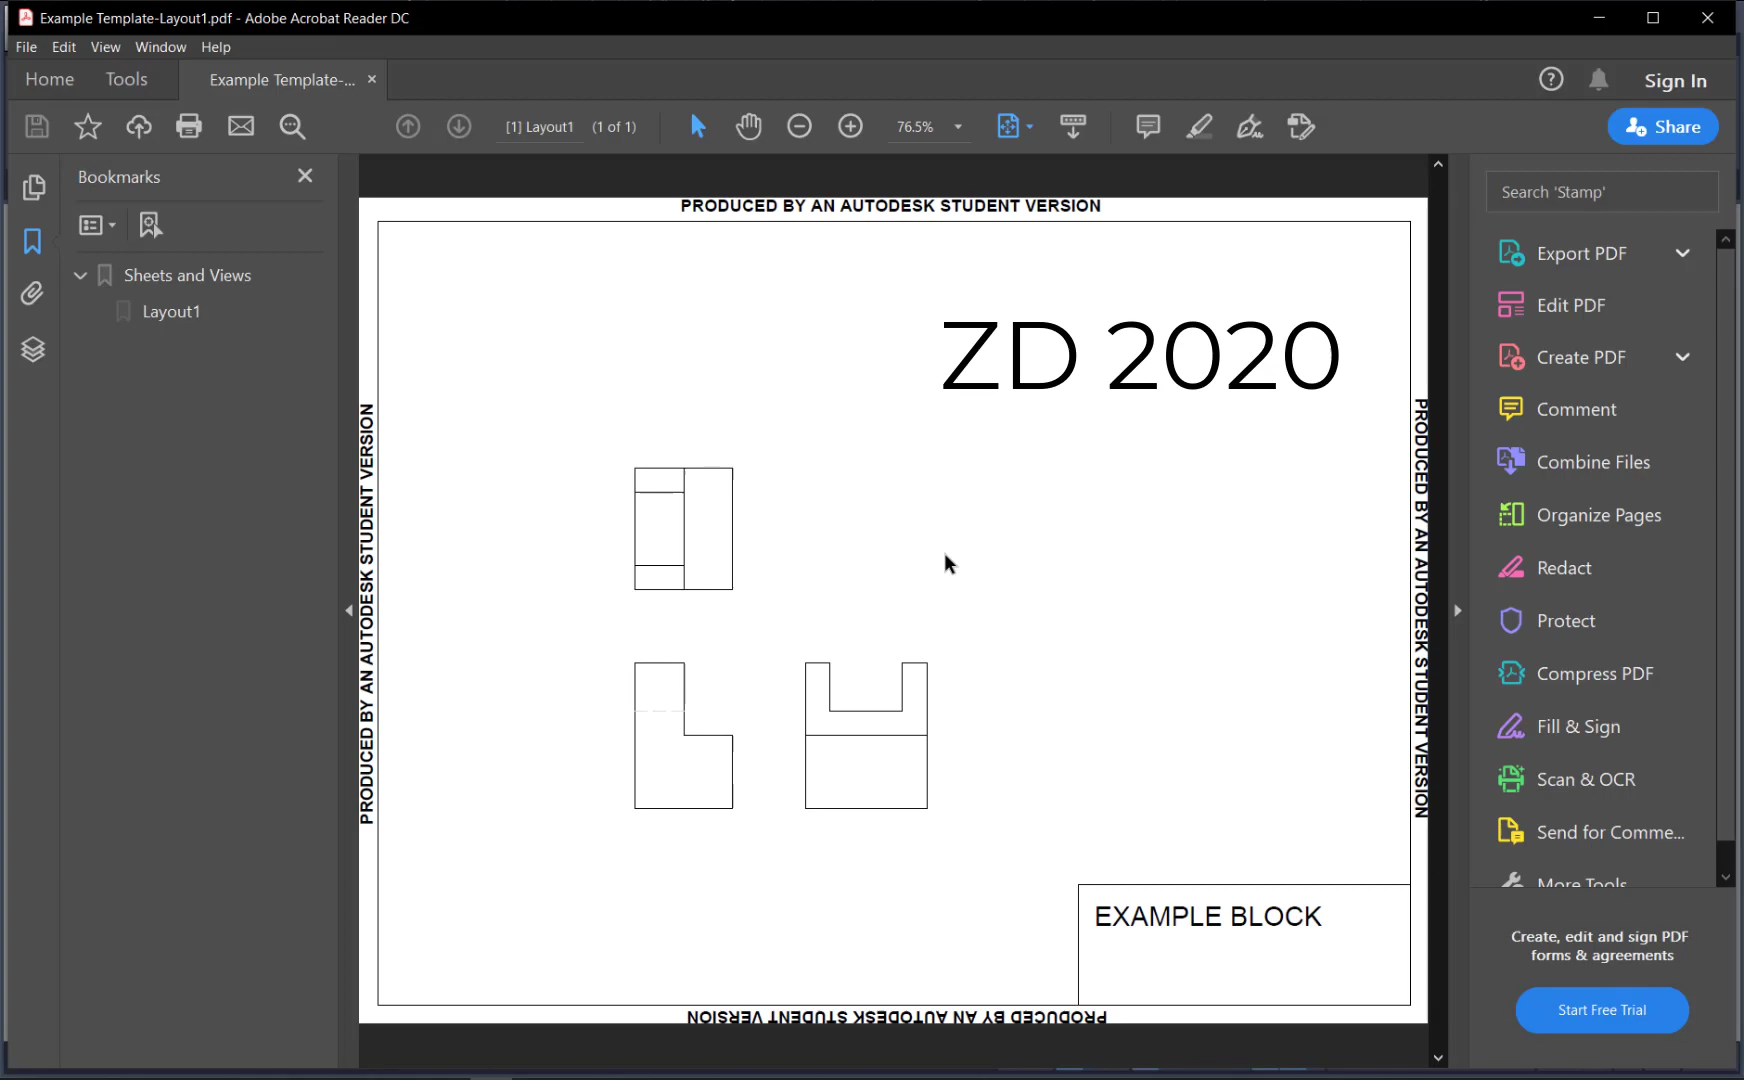 Example Template-Layout1.pdf - Adobe Acrobat Reader DC
File Edit View Window Help
Home Tools Example Template-... Sign In
[1] Layout1 (1 of 1) 76.5% Share
Bookmarks
Sheets and Views
Layout1
PRODUCED BY AN AUTODESK STUDENT VERSION
PRODUCED BY AN AUTODESK STUDENT VERSION
ZD 2020
EXAMPLE BLOCK
PRODUCED BY AN AUTODESK STUDENT VERSION
PRODUCED BY AN AUTODESK STUDENT VERSION
Search 'Stamp'
Export PDF
Edit PDF
Create PDF
Comment
Combine Files
Organize Pages
Redact
Protect
Compress PDF
Fill & Sign
Scan & OCR
Send for Comme...
More Tools
Create, edit and sign PDF
forms & agreements
Start Free Trial